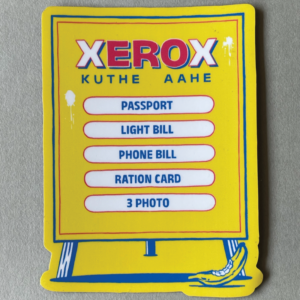 XEROX
KUTHE AAHE
PASSPORT
LIGHT BILL
PHONE BILL
RATION CARD
3 PHOTO